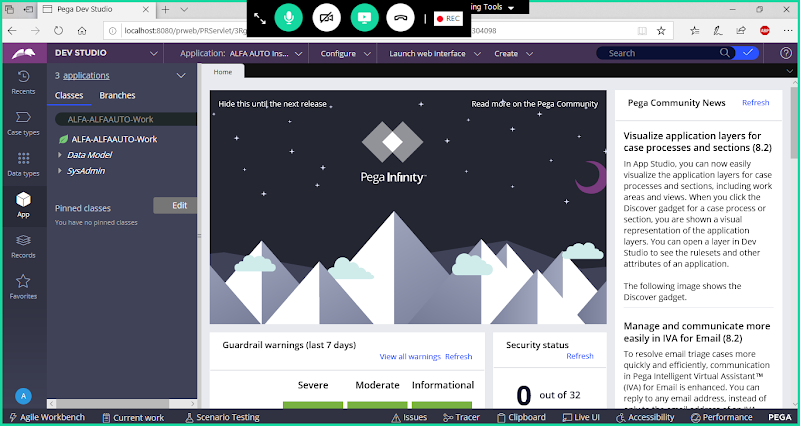 Pega Dev Studio
ing Tools
REC
localhost:8080/prweb/PRServlet/3Rq
304098
DEV STUDIO
Application: ALFA AUTO Ins...
Configure
Launch web interface
Create
Search
3 applications
Home
Recents
Classes
Branches
ALFA-ALFAAUTO-Work
ALFA-ALFAAUTO-Work
Case types
Data Model
SysAdmin
Data types
App
Pinned classes
Edit
You have no pinned classes
Records
Favorites
A
Hide this until the next release
Read more on the Pega Community
Pega Infinity™
Guardrail warnings (last 7 days)
View all warnings Refresh
Severe
Moderate
Informational
Security status
Refresh
0 out of 32
Pega Community News
Refresh
Visualize application layers for
case processes and sections (8.2)
In App Studio, you can now easily
visualize the application layers for case
processes and sections, including work
areas and views. When you click the
Discover gadget for a case process or
section, you are shown a visual
representation of the application
layers. You can open a layer in Dev
Studio to see the rulesets and other
attributes of an application.
The following image shows the
Discover gadget.
Manage and communicate more
easily in IVA for Email (8.2)
To resolve email triage cases more
quickly and efficiently, communication
in Pega Intelligent Virtual Assistant™
(IVA) for Email is enhanced. You can
reply to any email address, instead of
Agile Workbench
Current work
Scenario Testing
Issues
Tracer
Clipboard
Live UI
Accessibility
Performance
PEGA